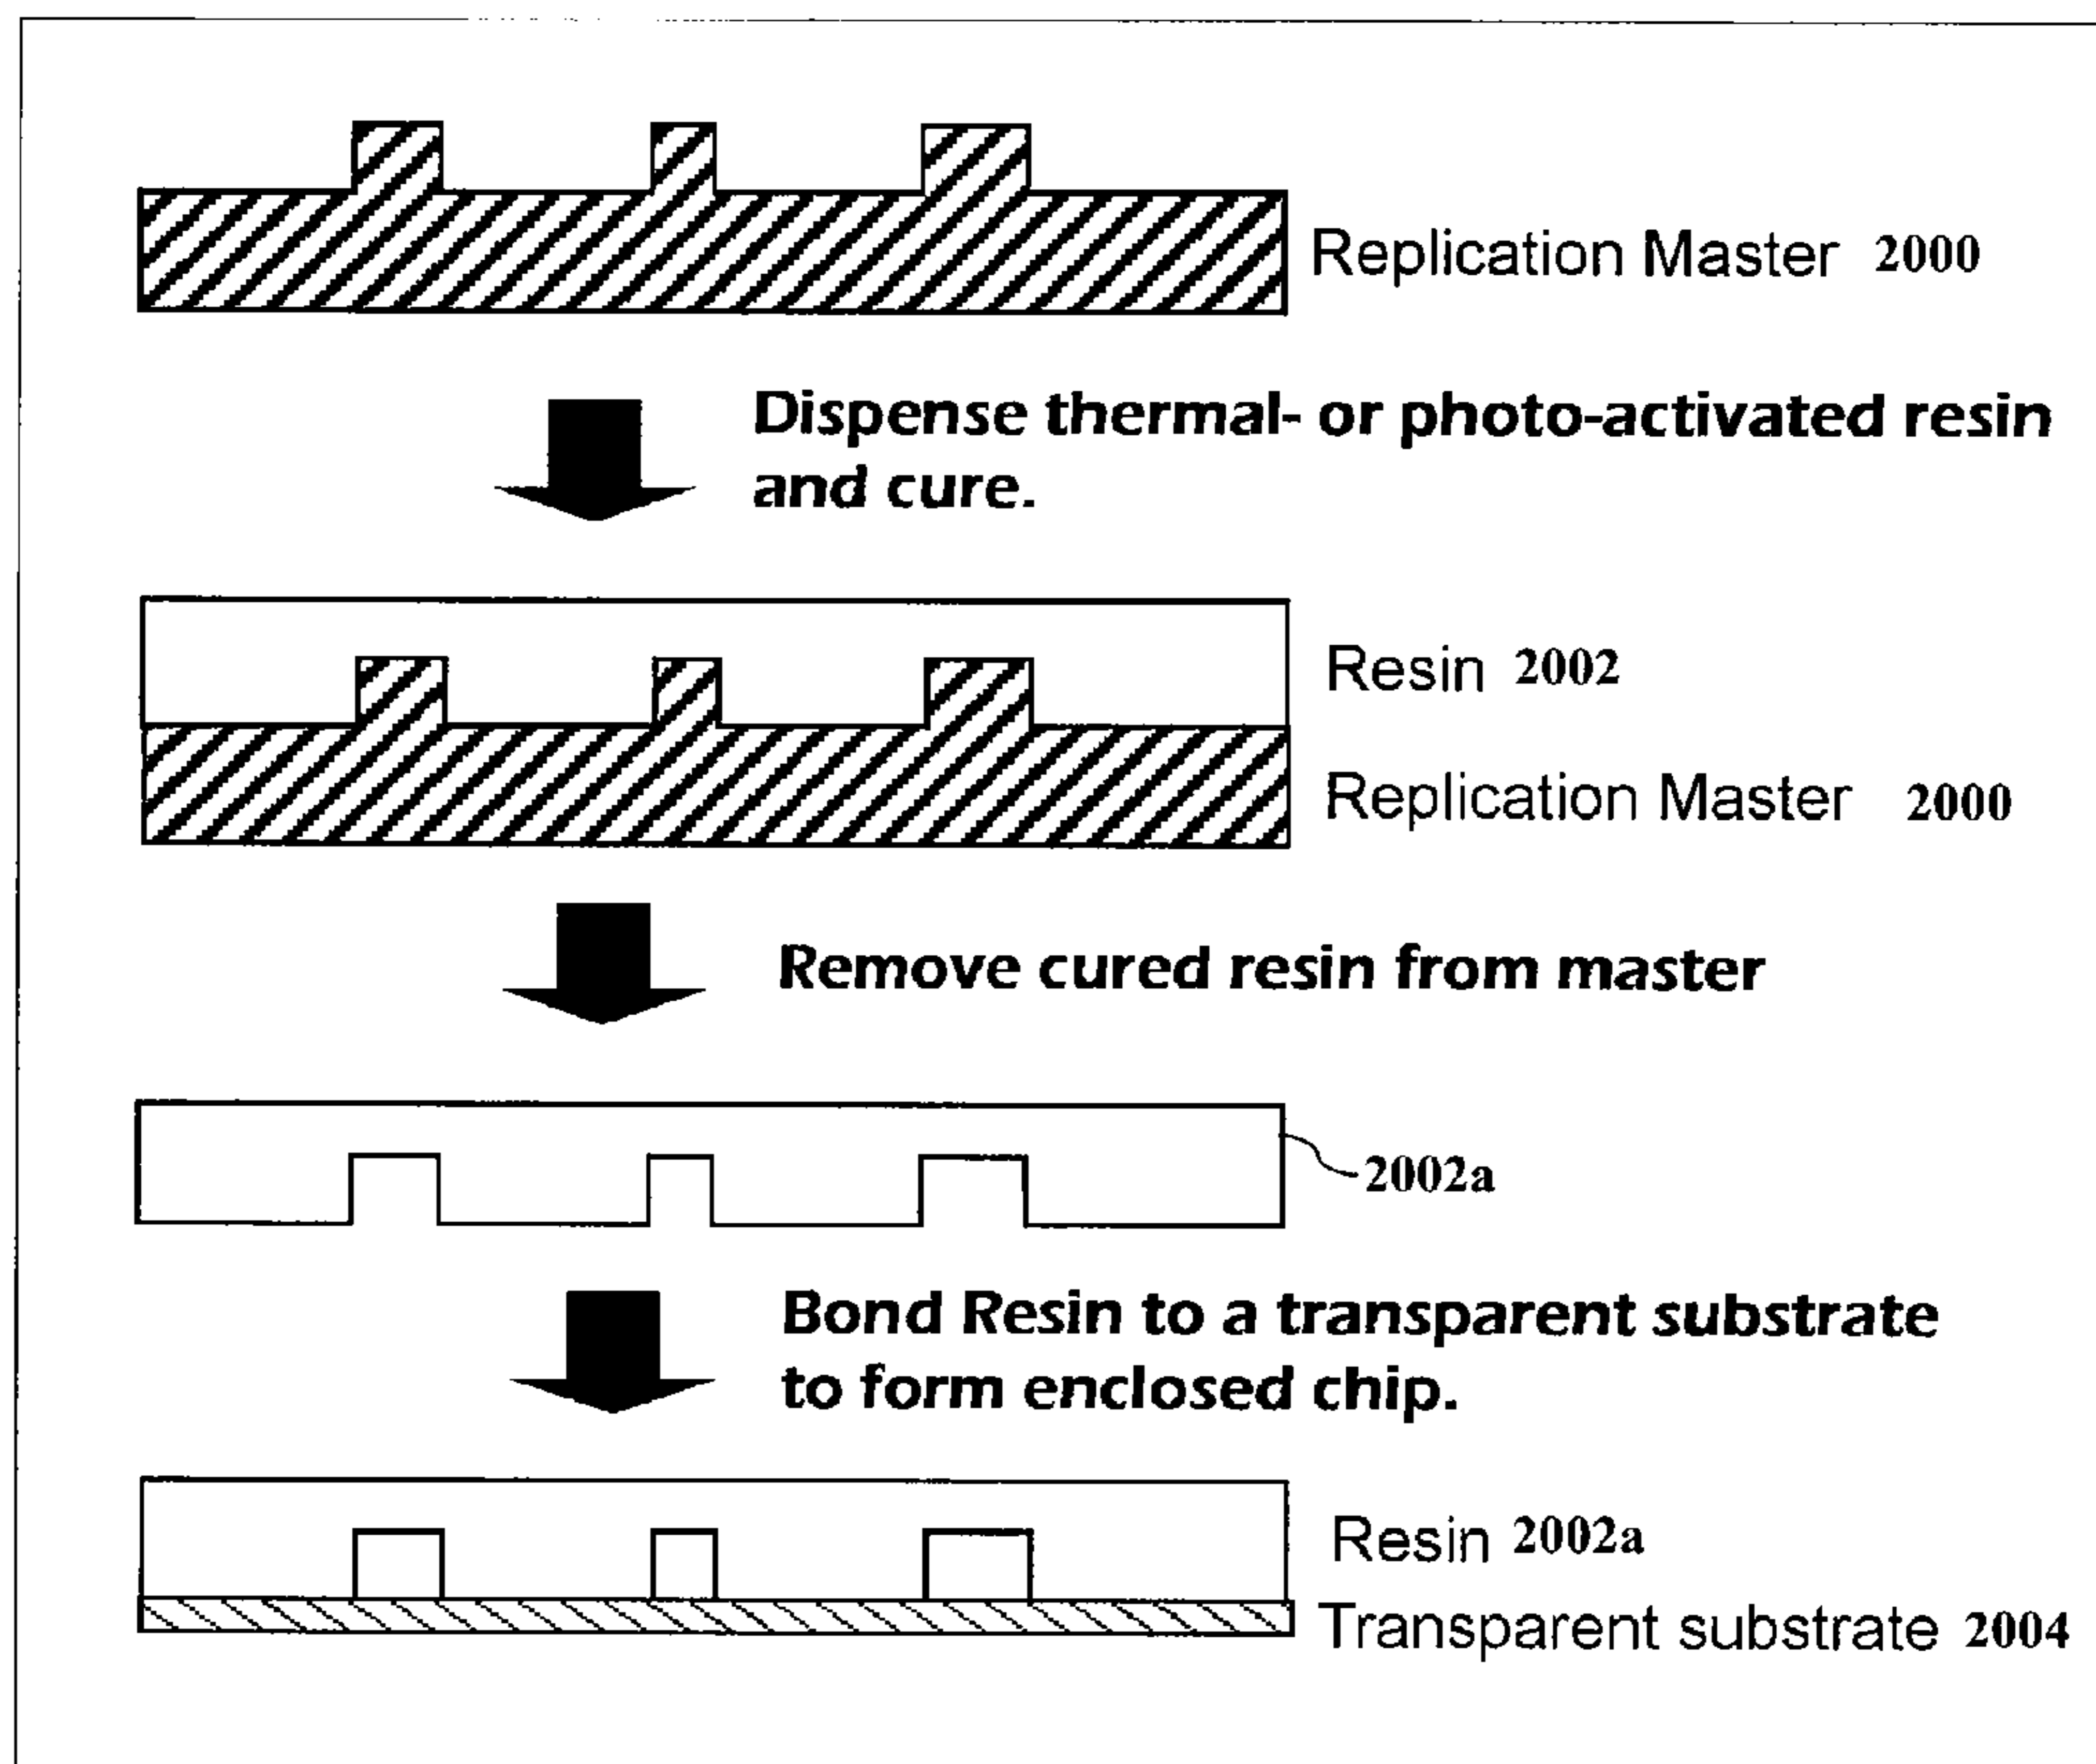 Replication Master 2000
Dispense thermal- or photo-activated resin
and cure.
Resin 2002
Replication Master 2000
Remove cured resin from master
2002a
Bond Resin to a transparent substrate
to form enclosed chip.
Resin 2002a
Transparent substrate 2004